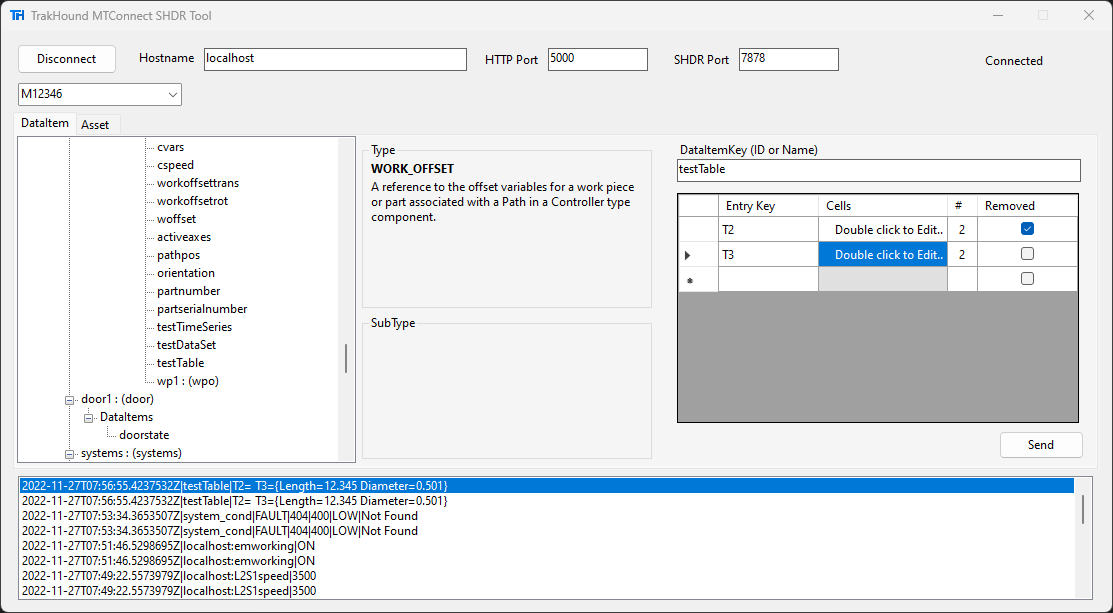 TrakHound MTConnect SHDR Tool
Disconnect
Hostname
localhost
HTTP Port
5000
SHDR Port
7878
Connected
M12346
DataItem
Asset
cvars
cspeed
workoffsettrans
workoffsetrot
woffset
activeaxes
pathpos
orientation
partnumber
partserialnumber
testTimeSeries
testDataSet
testTable
wp1 : (wpo)
door1 : (door)
DataItems
doorstate
systems : (systems)
Type
WORK_OFFSET
A reference to the offset variables for a work piece
or part associated with a Path in a Controller type
component.
SubType
DataItemKey (ID or Name)
testTable
Entry Key Cells # Removed
T2 Double click to Edit.. 2
T3 Double click to Edit.. 2
Send
2022-11-27T07:56:55.4237532Z|testTable|T2= T3={Length=12.345 Diameter=0.501}
2022-11-27T07:56:55.4237532Z|testTable|T2= T3={Length=12.345 Diameter=0.501}
2022-11-27T07:53:34.3653507Z|system_cond|FAULT|404|400|LOW|Not Found
2022-11-27T07:53:34.3653507Z|system_cond|FAULT|404|400|LOW|Not Found
2022-11-27T07:51:46.5298695Z|localhost:emworking|ON
2022-11-27T07:51:46.5298695Z|localhost:emworking|ON
2022-11-27T07:49:22.5573979Z|localhost:L2S1speed|3500
2022-11-27T07:49:22.5573979Z|localhost:L2S1speed|3500